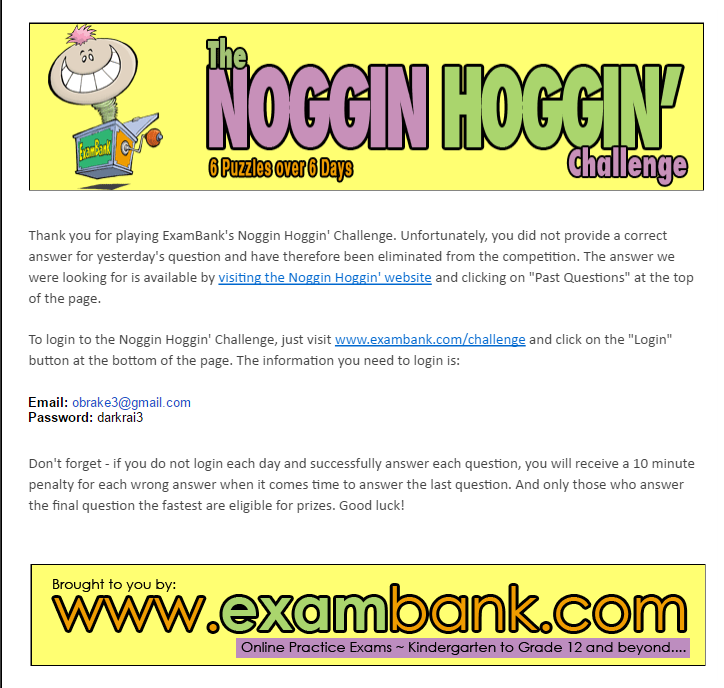 The
NOGGIN HOGGIN'
Challenge
6 Puzzles over 6 Days
ExamBank
Thank you for playing ExamBank's Noggin Hoggin' Challenge. Unfortunately, you did not provide a correct
answer for yesterday's question and have therefore been eliminated from the competition. The answer we
were looking for is available by visiting the Noggin Hoggin' website and clicking on "Past Questions" at the top
of the page.
To login to the Noggin Hoggin' Challenge, just visit www.exambank.com/challenge and click on the "Login"
button at the bottom of the page. The information you need to login is:
Email: obrake3@gmail.com
Password: darkrai3
Don't forget - if you do not login each day and successfully answer each question, you will receive a 10 minute
penalty for each wrong answer when it comes time to answer the last question. And only those who answer
the final question the fastest are eligible for prizes. Good luck!
Brought to you by:
www.exambank.com
Online Practice Exams ~ Kindergarten to Grade 12 and beyond....